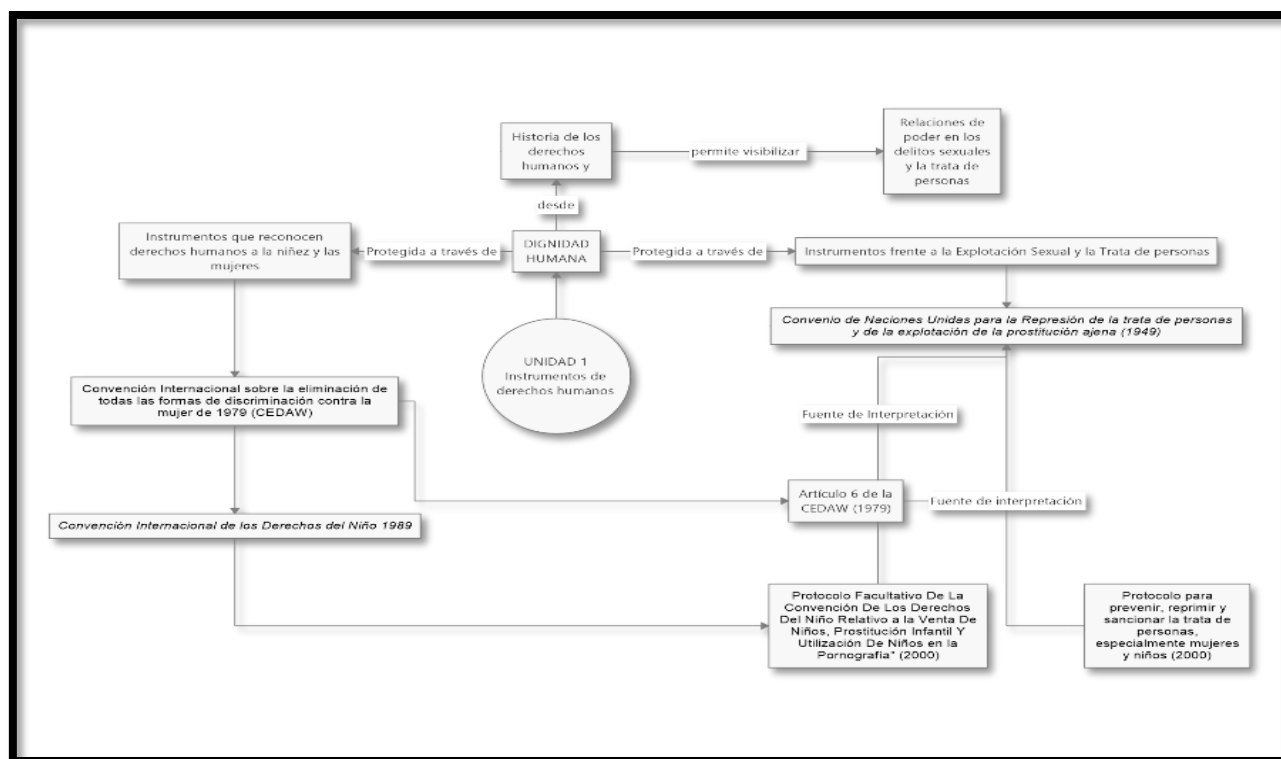 Historia de los
derechos
humanos y
permite visibilizar
Relaciones de
poder en los
delitos sexuales
y la trata de
personas
desde
Instrumentos que reconocen
derechos humanos a la niñez y las
mujeres
Protegida a través de
DIGNIDAD
HUMANA
Protegida a través de
Instrumentos frente a la Explotación Sexual y la Trata de personas
Convenio de Naciones Unidas para la Represión de la trata de personas
y de la explotación de la prostitución ajena (1949)
UNIDAD 1
Instrumentos de
derechos humanos
Convención Internacional sobre la eliminación de
todas las formas de discriminación contra la
mujer de 1979 (CEDAW)
Fuente de Interpretación
Artículo 6 de la
CEDAW (1979)
Fuente de interpretación
Convención Internacional de los Derechos del Niño 1989
Protocolo Facultativo De La
Convención De Los Derechos
Del Niño Relativo a la Venta De
Niños, Prostitución Infantil Y
Utilización De Niños en la
Pornografía" (2000)
Protocolo para
prevenir, reprimir y
sancionar la trata de
personas,
especialmente mujeres
y niños (2000)